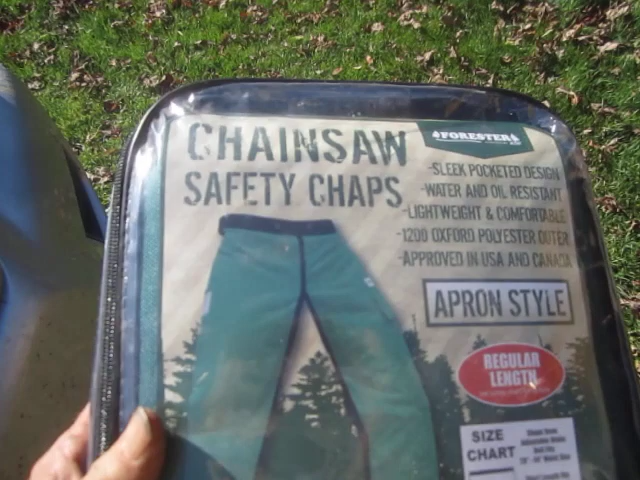 CHAINSAW
SAFETY CHAPS
FORESTER
-SLEEK POCKETED DESIGN
-WATER AND OIL RESISTANT
-LIGHTWEIGHT & COMFORTABLE
-1200 OXFORD POLYESTER OUTER
-APPROVED IN USA AND CANADA
APRON STYLE
REGULAR
LENGTH
SIZE
CHART